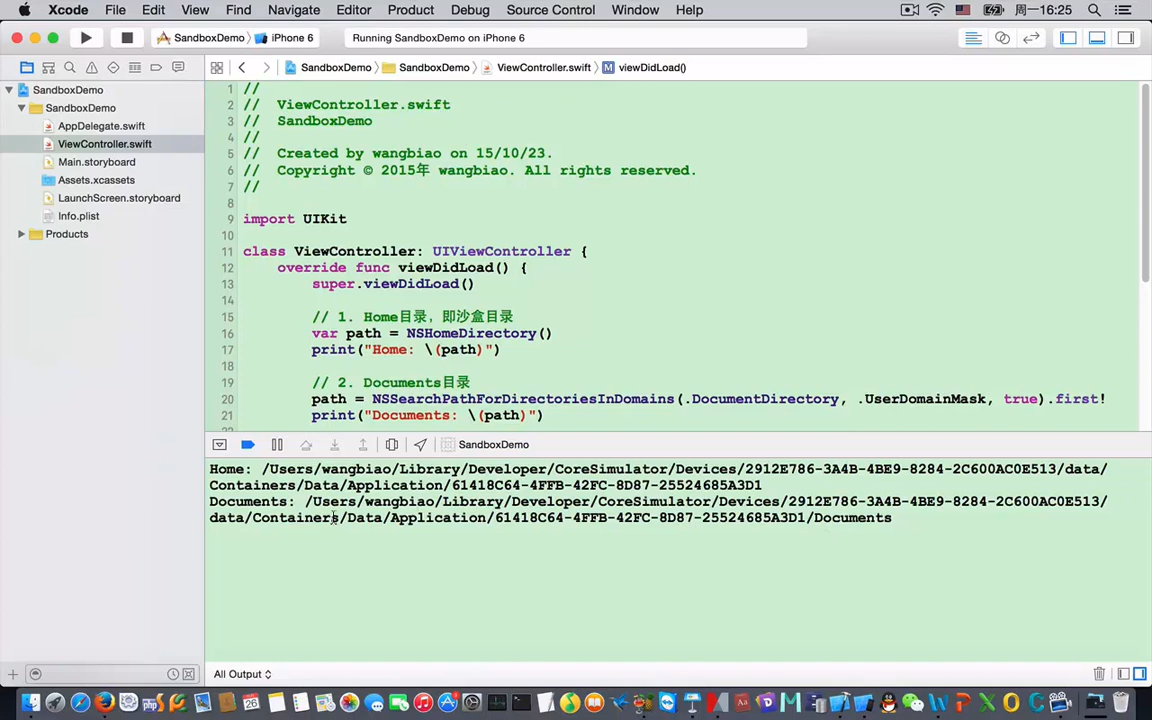 Xcode File Edit View Find Navigate Editor Product Debug Source Control Window Help 周一16:25
SandboxDemo iPhone 6 Running SandboxDemo on iPhone 6
SandboxDemo SandboxDemo ViewController.swift M viewDidLoad()
SandboxDemo
SandboxDemo
AppDelegate.swift
ViewController.swift
Main.storyboard
Assets.xcassets
LaunchScreen.storyboard
Info.plist
Products
1 //
2 // ViewController.swift
3 // SandboxDemo
4 //
5 // Created by wangbiao on 15/10/23.
6 // Copyright © 2015年 wangbiao. All rights reserved.
7 //
8
9 import UIKit
10
11 class ViewController: UIViewController {
12 override func viewDidLoad() {
13 super.viewDidLoad()
14
15 // 1. Home目录，即沙盒目录
16 var path = NSHomeDirectory()
17 print("Home: \(path)")
18
19 // 2. Documents目录
20 path = NSSearchPathForDirectoriesInDomains(.DocumentDirectory, .UserDomainMask, true).first!
21 print("Documents: \(path)")
SandboxDemo
Home: /Users/wangbiao/Library/Developer/CoreSimulator/Devices/2912E786-3A4B-4BE9-8284-2C600AC0E513/data/
Containers/Data/Application/61418C64-4FFB-42FC-8D87-25524685A3D1
Documents: /Users/wangbiao/Library/Developer/CoreSimulator/Devices/2912E786-3A4B-4BE9-8284-2C600AC0E513/
data/Containers/Data/Application/61418C64-4FFB-42FC-8D87-25524685A3D1/Documents
All Output